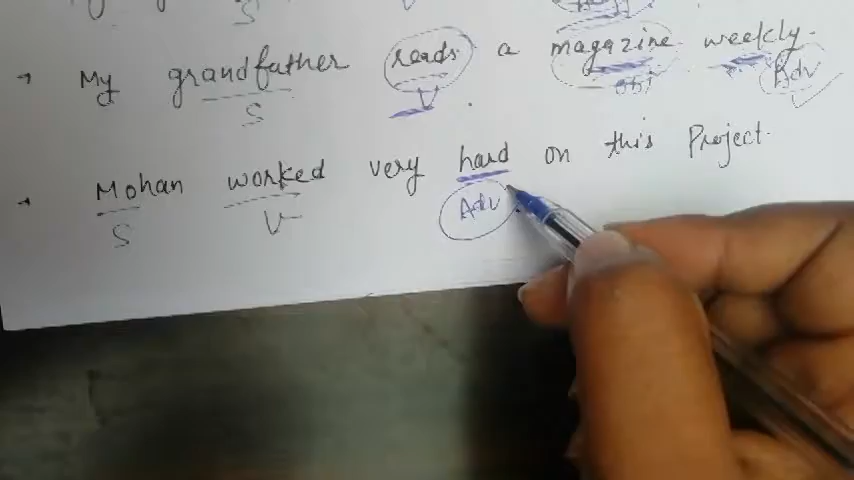 S V
→ My grandfather reads a magazine weekly.
S V obj Adv
→ Mohan worked very hard on this Project.
S V Adv